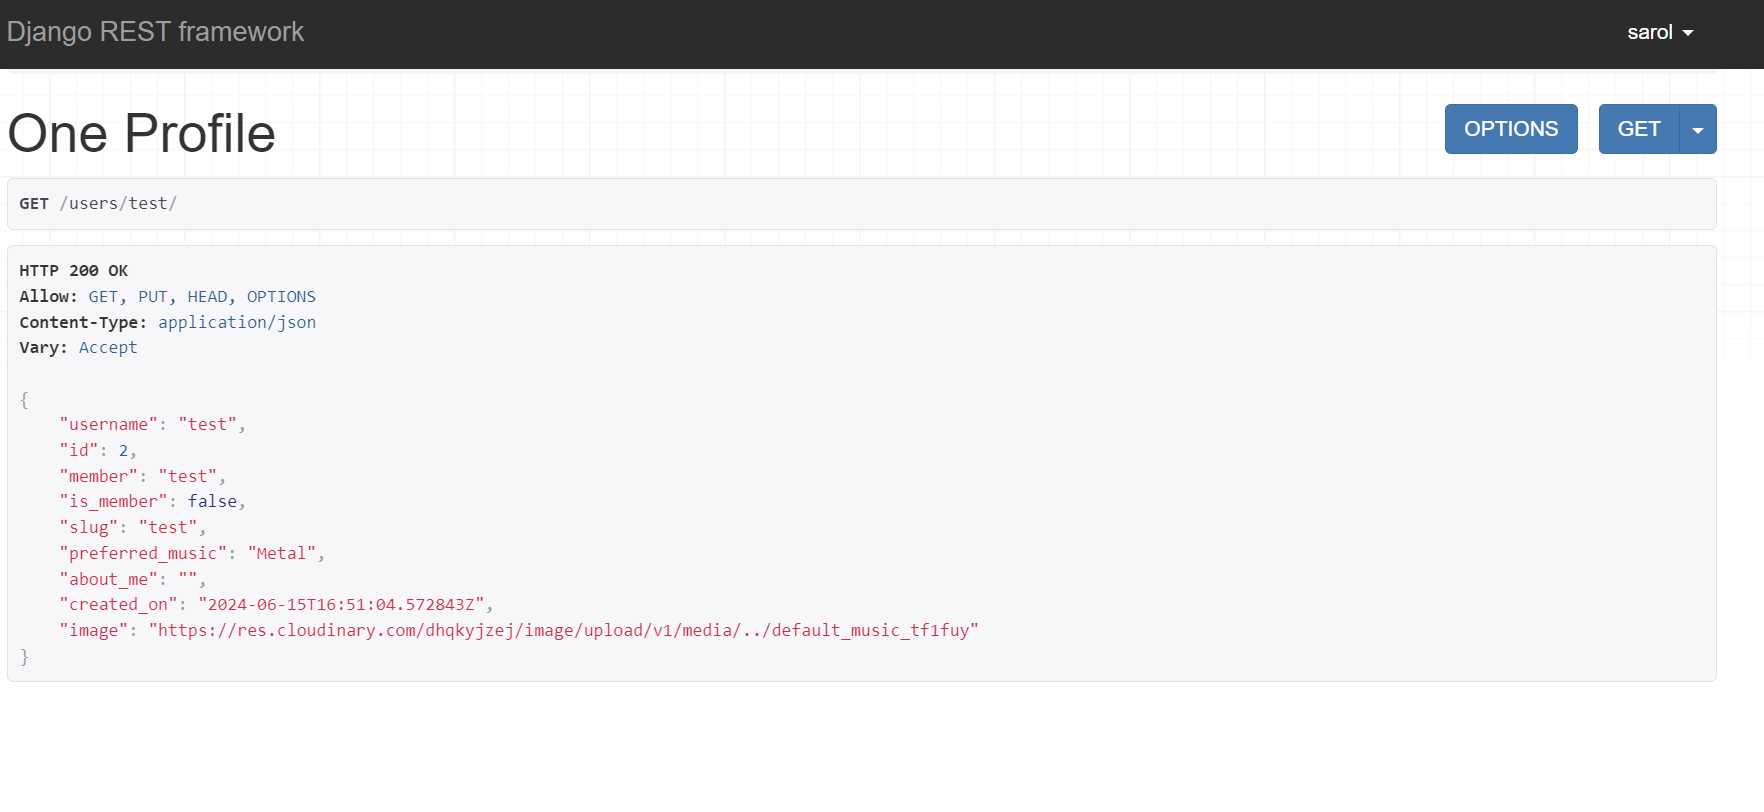 Django REST framework
sarol
One Profile
OPTIONS
GET
GET /users/test/
HTTP 200 OK
Allow: GET, PUT, HEAD, OPTIONS
Content-Type: application/json
Vary: Accept
{
    "username": "test",
    "id": 2,
    "member": "test",
    "is_member": false,
    "slug": "test",
    "preferred_music": "Metal",
    "about_me": "",
    "created_on": "2024-06-15T16:51:04.572843Z",
    "image": "https://res.cloudinary.com/dhqkyjzej/image/upload/v1/media/../default_music_tf1fuy"
}